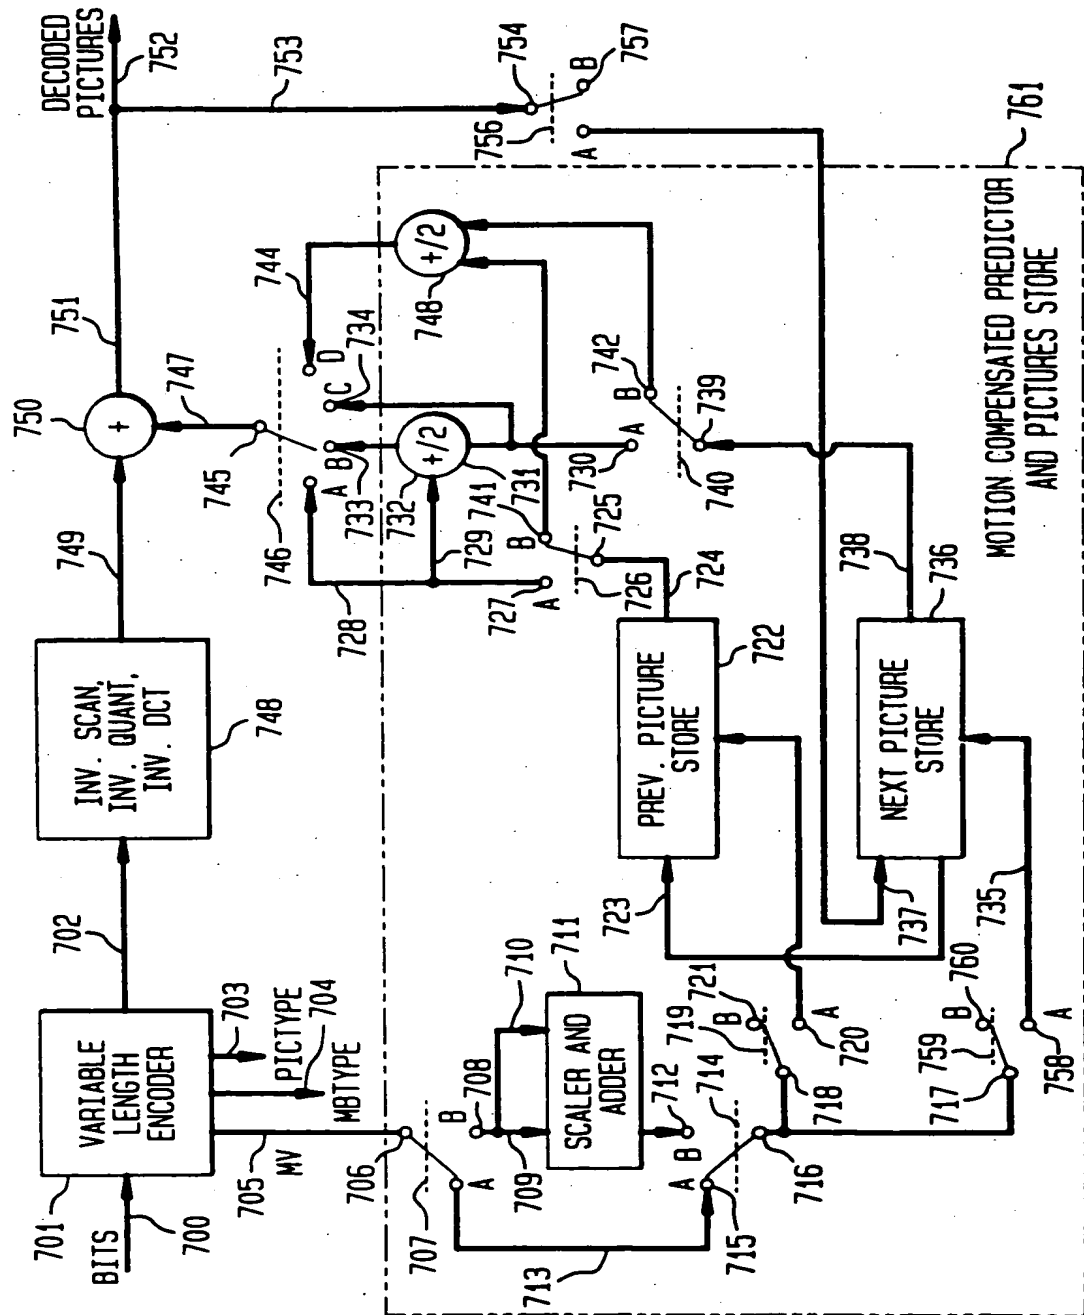 BITS
700
701
VARIABLE
LENGTH
ENCODER
702
703
PICTYPE
704
MBTYPE
705
MV
INV. SCAN,
INV. QUANT,
INV. DCT
748
749
750
+
751
DECODED
PICTURES
752
753
754
B
757
756
A
747
745
746
A
B
C
D
733
734
744
728
729
732
+/2
731
+/2
748
741
B
725
727
A
726
724
730
A
B
742
739
740
738
706
707
A
B
708
709
710
711
SCALER AND
ADDER
712
713
714
A
B
715
716
717
718
719
B
721
A
720
PREV. PICTURE
STORE
722
723
NEXT PICTURE
STORE
736
737
735
759
B
760
A
758
MOTION COMPENSATED PREDICTOR
AND PICTURES STORE
761